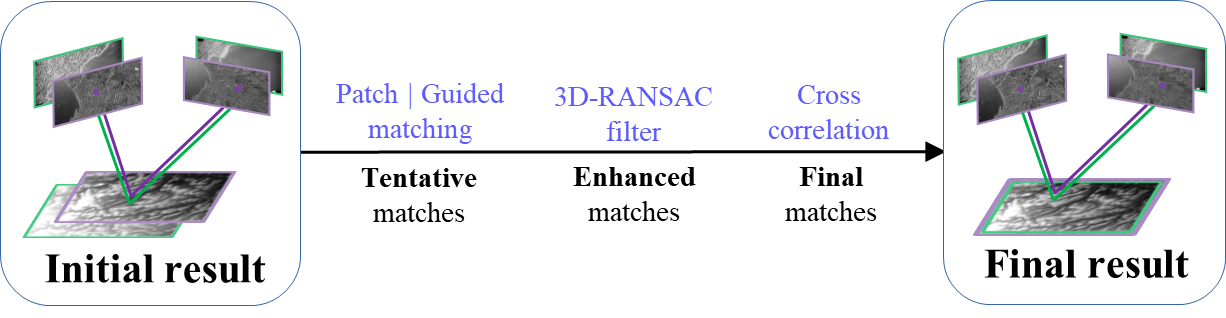 Initial result
Patch | Guided
matching
Tentative
matches
3D-RANSAC
filter
Enhanced
matches
Cross
correlation
Final
matches
Final result